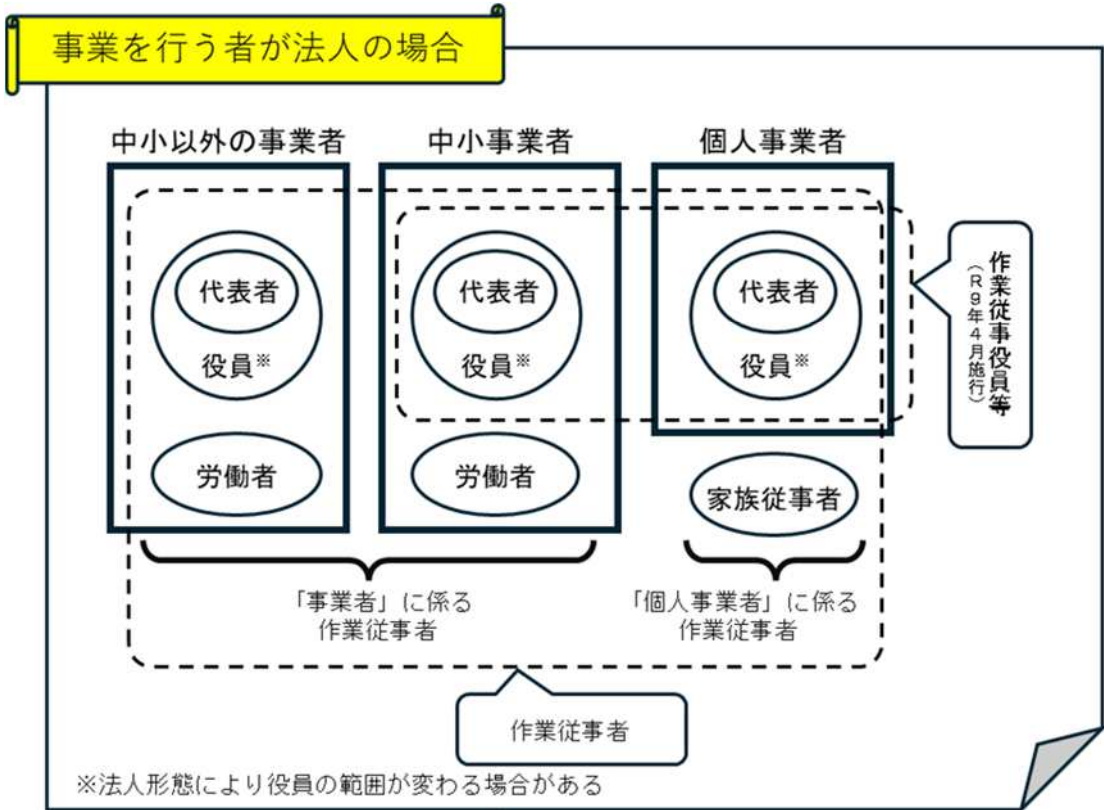 事業を行う者が法人の場合
中小以外の事業者
中小事業者
個人事業者
代表者
役員※
労働者
代表者
役員※
労働者
代表者
役員※
家族従事者
作業従事役員等
（R9年4月施行）
「事業者」に係る
作業従事者
「個人事業者」に係る
作業従事者
作業従事者
※法人形態により役員の範囲が変わる場合がある